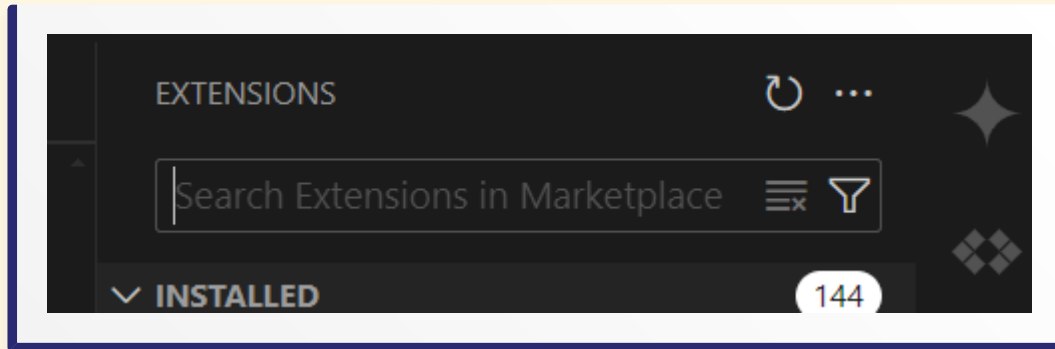 EXTENSIONS
Search Extensions in Marketplace
INSTALLED 144